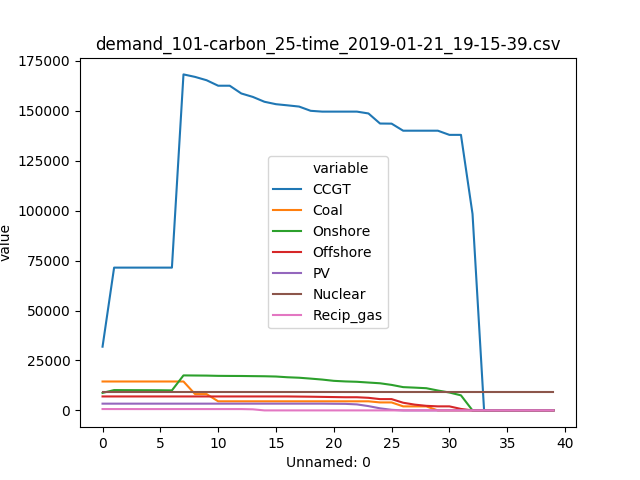 demand_101-carbon_25-time_2019-01-21_19-15-39.csv
175000
150000
125000
100000
75000
50000
25000
0
value
variable
CCGT
Coal
Onshore
Offshore
PV
Nuclear
Recip_gas
0 5 10 15 20 25 30 35 40
Unnamed: 0